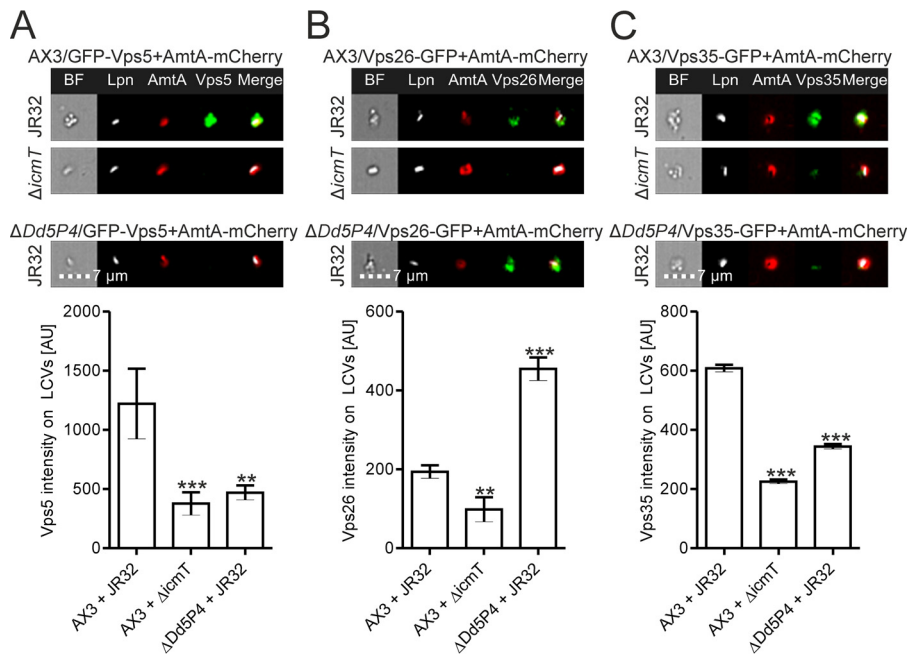 A
AX3/GFP-Vps5+AmtA-mCherry
BF Lpn AmtA Vps5 Merge
JR32
ΔicmT
ΔDd5P4/GFP-Vps5+AmtA-mCherry
JR32
7 µm
2000
1500
1000
500
0
Vps5 intensity on LCVs [AU]
***
**
AX3 + JR32
AX3 + ΔicmT
ΔDd5P4 + JR32
B
AX3/Vps26-GFP+AmtA-mCherry
BF Lpn AmtA Vps26 Merge
JR32
ΔicmT
ΔDd5P4/Vps26-GFP+AmtA-mCherry
JR32
7 µm
600
400
200
0
Vps26 intensity on LCVs [AU]
**
***
AX3 + JR32
AX3 + ΔicmT
ΔDd5P4 + JR32
C
AX3/Vps35-GFP+AmtA-mCherry
BF Lpn AmtA Vps35 Merge
JR32
ΔicmT
ΔDd5P4/Vps35-GFP+AmtA-mCherry
JR32
7 µm
800
600
400
200
0
Vps35 intensity on LCVs [AU]
***
***
AX3 + JR32
AX3 + ΔicmT
ΔDd5P4 + JR32